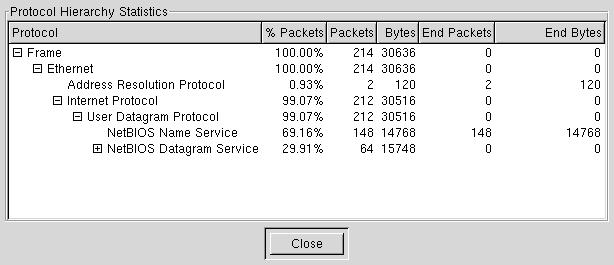 Protocol Hierarchy Statistics
Protocol % Packets Packets Bytes End Packets End Bytes
Frame 100.00% 214 30636 0 0
Ethernet 100.00% 214 30636 0 0
Address Resolution Protocol 0.93% 2 120 2 120
Internet Protocol 99.07% 212 30516 0 0
User Datagram Protocol 99.07% 212 30516 0 0
NetBIOS Name Service 69.16% 148 14768 148 14768
NetBIOS Datagram Service 29.91% 64 15748 0 0
Close